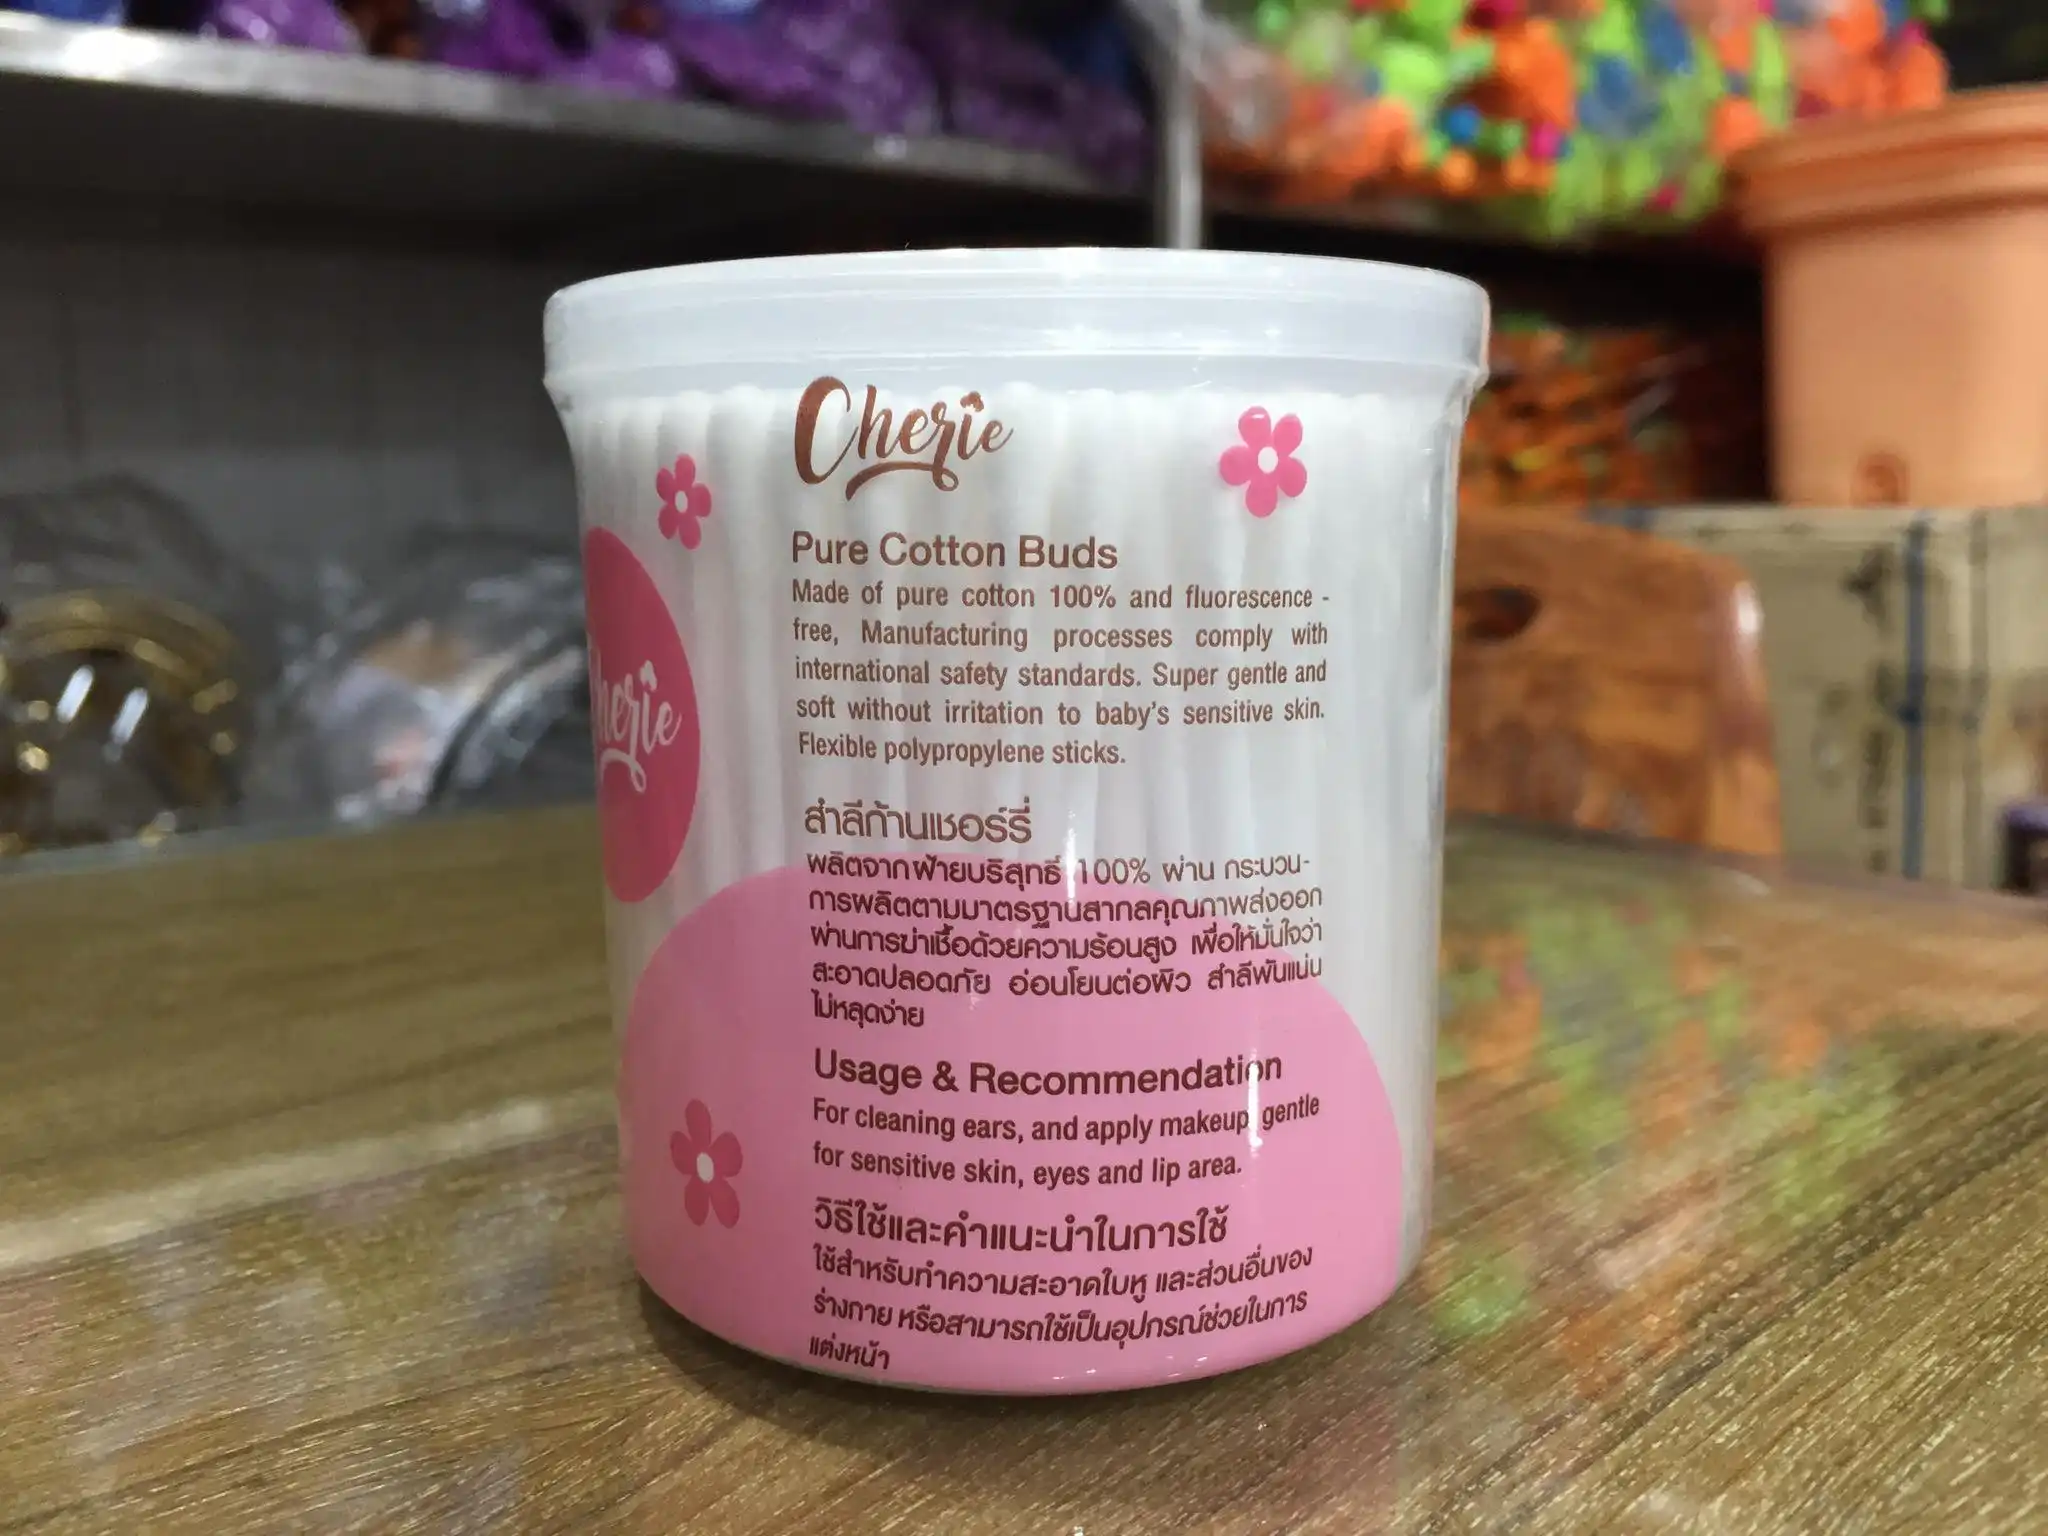 Cherie
Pure Cotton Buds
Made of pure cotton 100% and fluorescence -
free, Manufacturing processes comply with
international safety standards. Super gentle and
soft without irritation to baby's sensitive skin.
Flexible polypropylene sticks.
สำลีก้านเชอร์รี่
ผลิตจากฝ้ายบริสุทธิ์ 100% ผ่าน กระบวน-
การผลิตตามมาตรฐานสากลคุณภาพส่งออก
ผ่านการฆ่าเชื้อด้วยความร้อนสูง เพื่อให้มั่นใจว่า
สะอาดปลอดภัย อ่อนโยนต่อผิว สำลีพันแน่น
ไม่หลุดง่าย
Usage & Recommendation
For cleaning ears, and apply makeup, gentle
for sensitive skin, eyes and lip area.
วิธีใช้และคำแนะนำในการใช้
ใช้สำหรับทำความสะอาดใบหู และส่วนอื่นของ
ร่างกาย หรือสามารถใช้เป็นอุปกรณ์ช่วยในการ
แต่งหน้า
Cherie